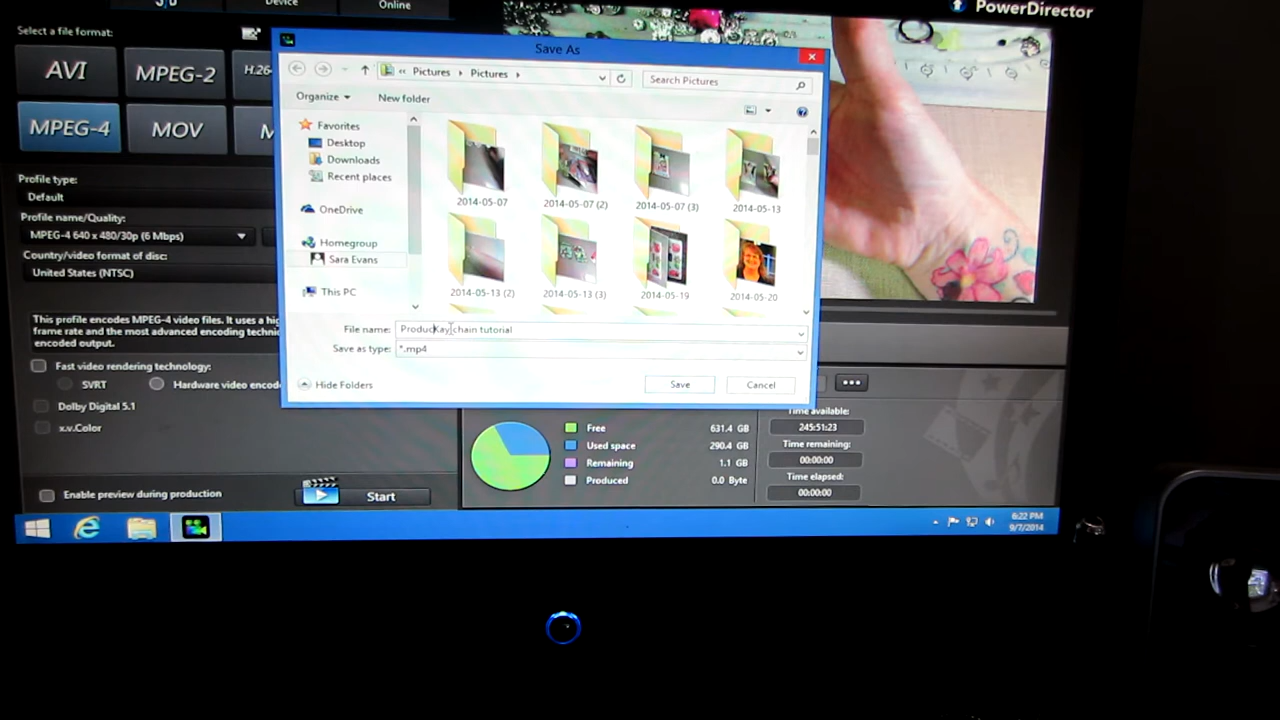 3D
Device
Online
PowerDirector
Select a file format:
AVI
MPEG-2
H.26
MPEG-4
MOV
M
Profile type:
Default
Profile name/Quality:
MPEG-4 640 x 480/30p (6 Mbps)
Country/video format of disc:
United States (NTSC)
This profile encodes MPEG-4 video files. It uses a hig
frame rate and the most advanced encoding techni
encoded output.
Fast video rendering technology:
SVRT
Hardware video encod
Dolby Digital 5.1
x.v.Color
Enable preview during production
Start
Save As
« Pictures › Pictures ›
Search Pictures
Organize
New folder
Favorites
Desktop
Downloads
Recent places
OneDrive
Homegroup
Sara Evans
This PC
2014-05-07
2014-05-07 (2)
2014-05-07 (3)
2014-05-13
2014-05-13 (2)
2014-05-13 (3)
2014-05-19
2014-05-20
File name:
ProducKay chain tutorial
Save as type:
*.mp4
Hide Folders
Save
Cancel
Free 631.4 GB
Used space 290.4 GB
Remaining 1.1 GB
Produced 0.0 Byte
Time available:
245:51:23
Time remaining:
00:00:00
Time elapsed:
00:00:00
6:22 PM
9/7/2014